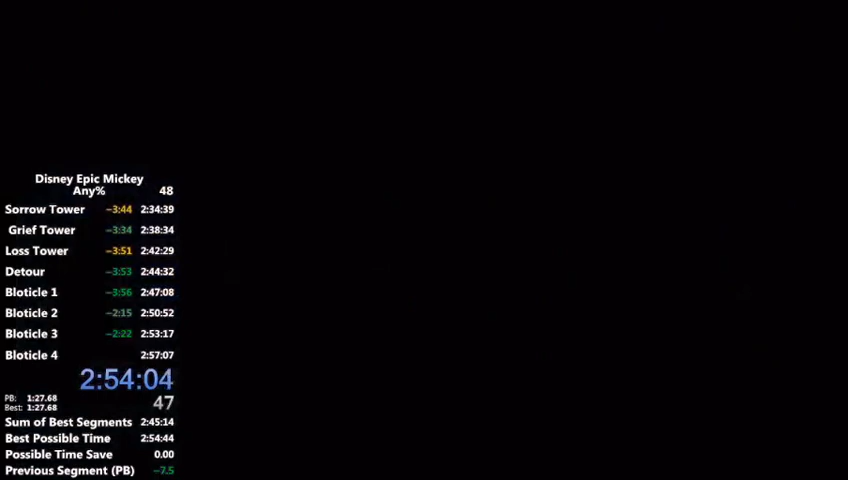 Disney Epic Mickey
Any% 48
Sorrow Tower −3:44 2:34:39
Grief Tower −3:34 2:38:34
Loss Tower −3:51 2:42:29
Detour −3:53 2:44:32
Bloticle 1 −3:56 2:47:08
Bloticle 2 −2:15 2:50:52
Bloticle 3 −2:22 2:53:17
Bloticle 4 2:57:07
2:54:04
PB: 1:27.68 47
Best: 1:27.68
Sum of Best Segments 2:45:14
Best Possible Time 2:54:44
Possible Time Save 0.00
Previous Segment (PB) −7.5